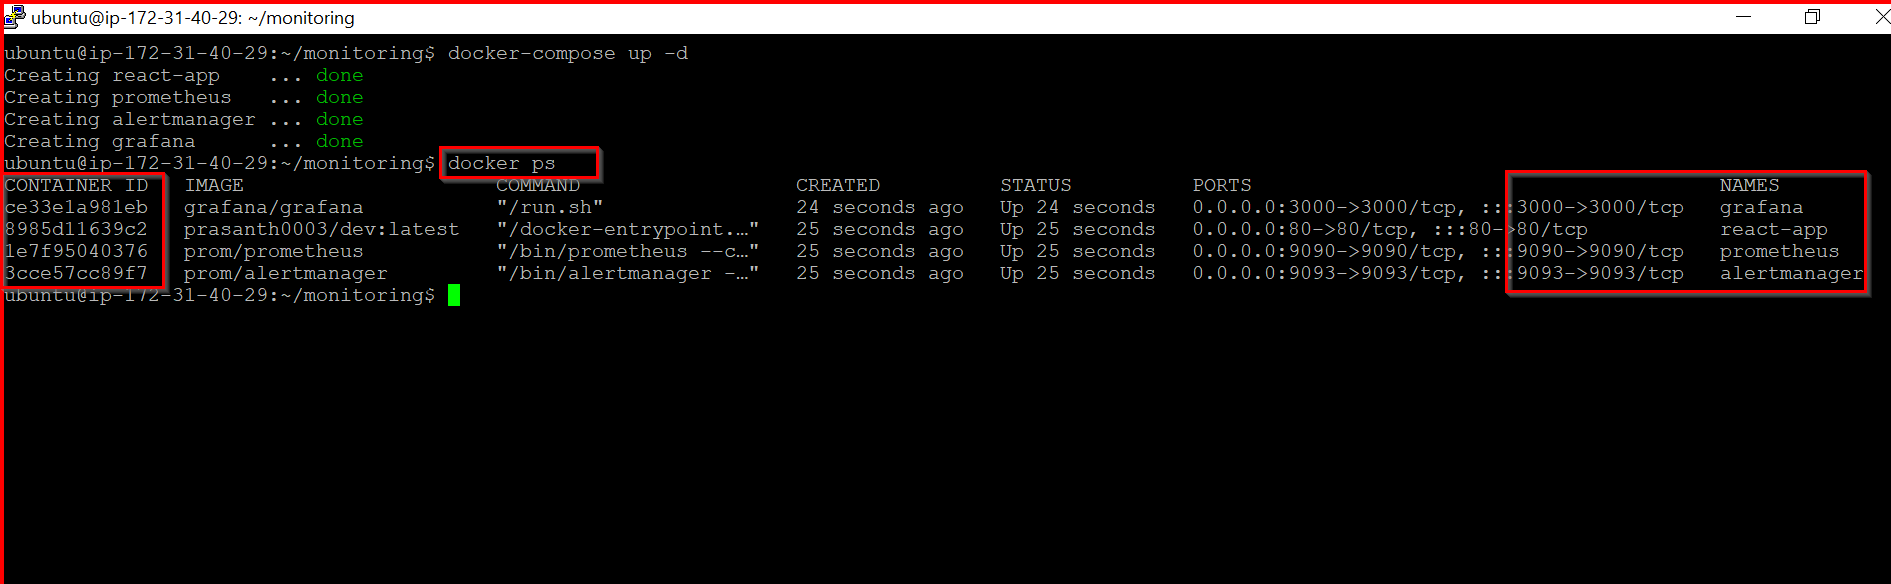 ubuntu@ip-172-31-40-29: ~/monitoring
ubuntu@ip-172-31-40-29:~/monitoring$ docker-compose up -d
Creating react-app    ... done
Creating prometheus   ... done
Creating alertmanager ... done
Creating grafana      ... done
ubuntu@ip-172-31-40-29:~/monitoring$ docker ps
CONTAINER ID   IMAGE                     COMMAND                  CREATED          STATUS          PORTS                                       NAMES
ce33e1a981eb   grafana/grafana           "/run.sh"                24 seconds ago   Up 24 seconds   0.0.0.0:3000->3000/tcp, :::3000->3000/tcp   grafana
8985d11639c2   prasanth0003/dev:latest   "/docker-entrypoint.…"   25 seconds ago   Up 25 seconds   0.0.0.0:80->80/tcp, :::80->80/tcp           react-app
1e7f95040376   prom/prometheus           "/bin/prometheus --c…"   25 seconds ago   Up 25 seconds   0.0.0.0:9090->9090/tcp, :::9090->9090/tcp   prometheus
3cce57cc89f7   prom/alertmanager         "/bin/alertmanager -…"   25 seconds ago   Up 25 seconds   0.0.0.0:9093->9093/tcp, :::9093->9093/tcp   alertmanager
ubuntu@ip-172-31-40-29:~/monitoring$